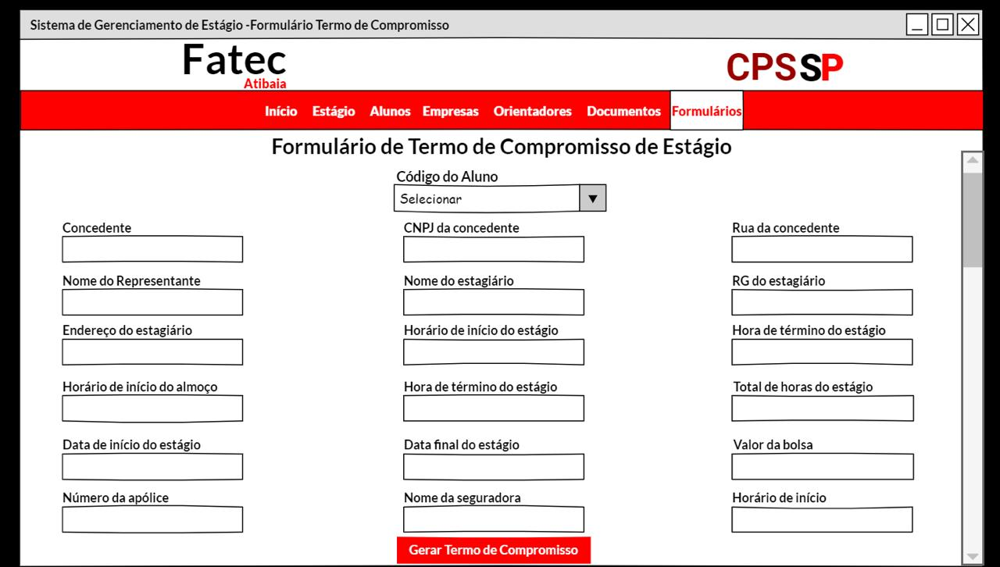 Sistema de Gerenciamento de Estágio -Formulário Termo de Compromisso
Fatec
Atibaia
CPS SP
Início Estágio Alunos Empresas Orientadores Documentos Formulários
Formulário de Termo de Compromisso de Estágio
Código do Aluno
Selecionar
Concedente CNPJ da concedente Rua da concedente
Nome do Representante Nome do estagiário RG do estagiário
Endereço do estagiário Horário de início do estágio Hora de término do estágio
Horário de início do almoço Hora de término do estágio Total de horas do estágio
Data de início do estágio Data final do estágio Valor da bolsa
Número da apólice Nome da seguradora Horário de início
Gerar Termo de Compromisso